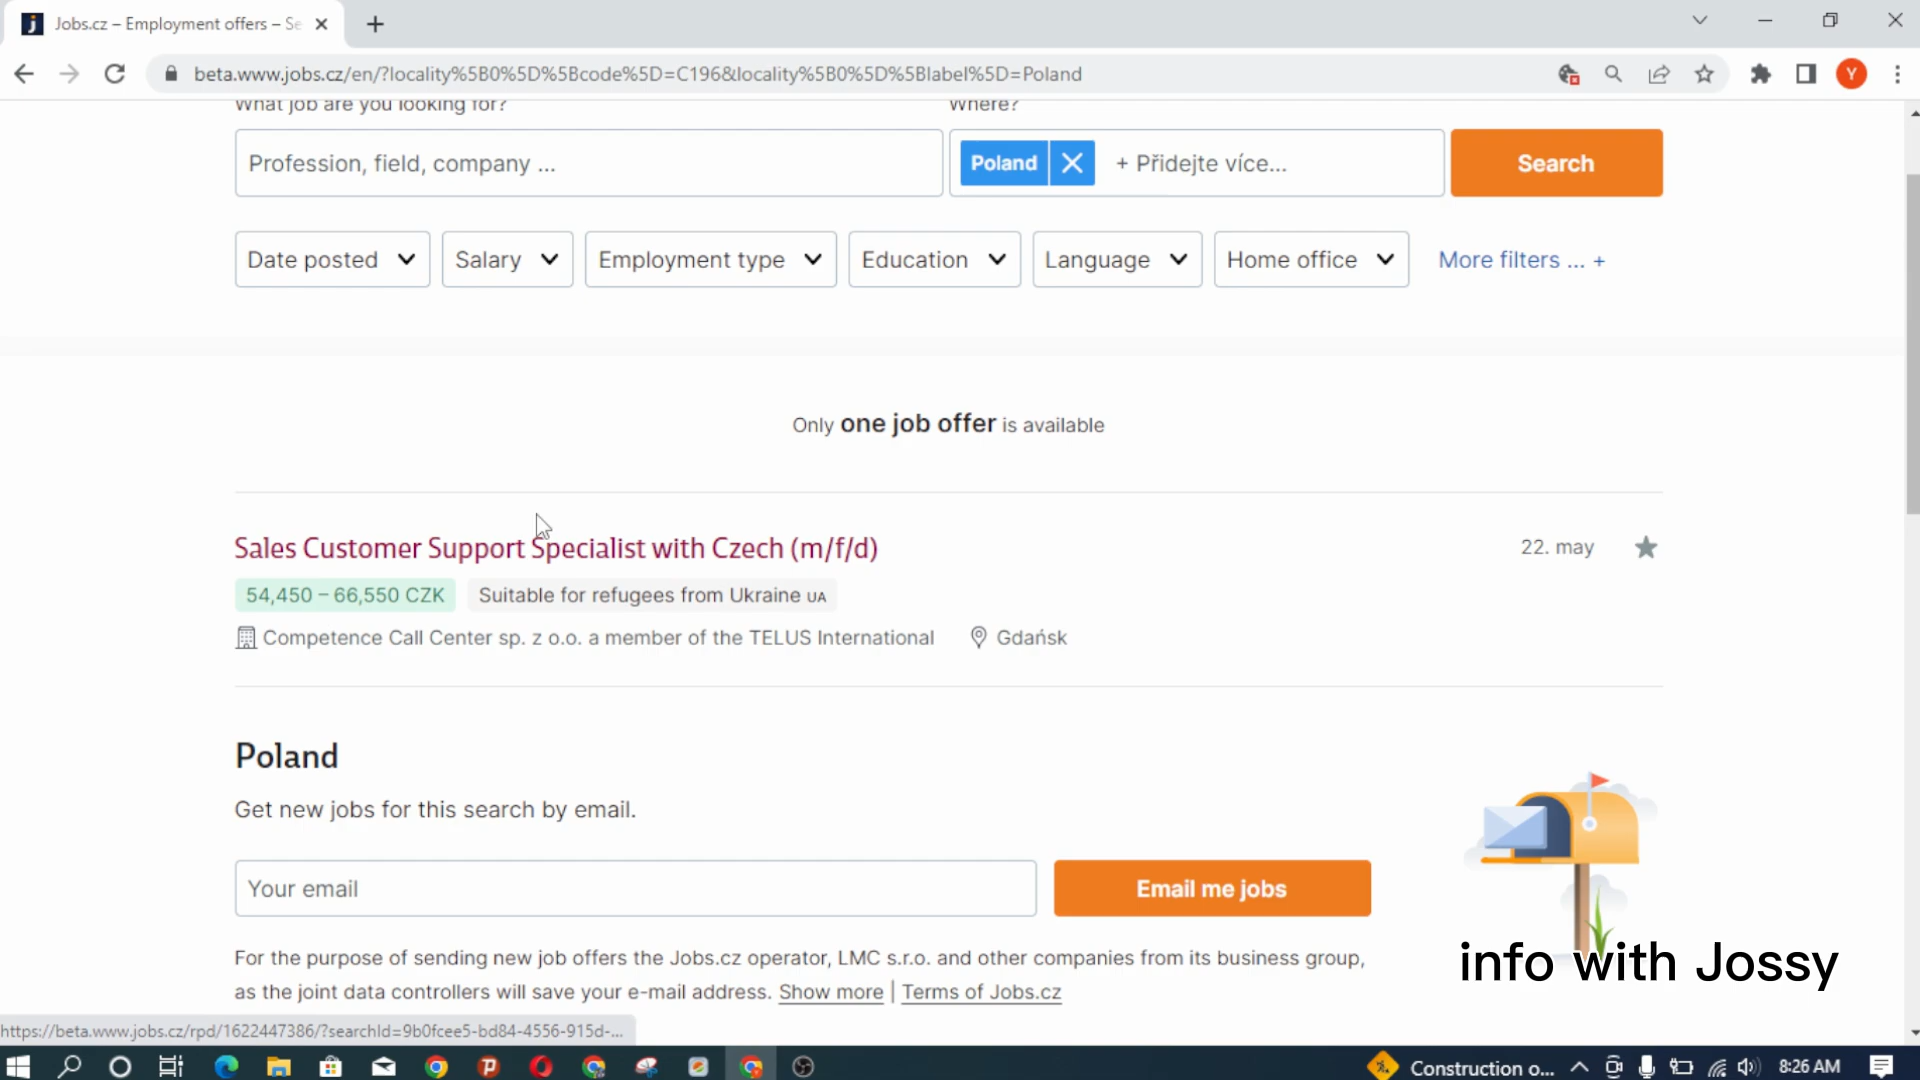 Jobs.cz – Employment offers – Se
beta.www.jobs.cz/en/?locality%5B0%5D%5Bcode%5D=C196&locality%5B0%5D%5Blabel%5D=Poland
Y
What job are you looking for?
Where?
Profession, field, company ...
Poland
+ Přidejte více...
Search
Date posted
Salary
Employment type
Education
Language
Home office
More filters ... +
Only one job offer is available
Sales Customer Support Specialist with Czech (m/f/d)
22. may
54,450 – 66,550 CZK
Suitable for refugees from Ukraine UA
Competence Call Center sp. z o.o. a member of the TELUS International
Gdańsk
Poland
Get new jobs for this search by email.
Your email
Email me jobs
For the purpose of sending new job offers the Jobs.cz operator, LMC s.r.o. and other companies from its business group,
as the joint data controllers will save your e-mail address. Show more | Terms of Jobs.cz
info with Jossy
https://beta.www.jobs.cz/rpd/1622447386/?searchId=9b0fcee5-bd84-4556-915d-...
Construction o...
8:26 AM